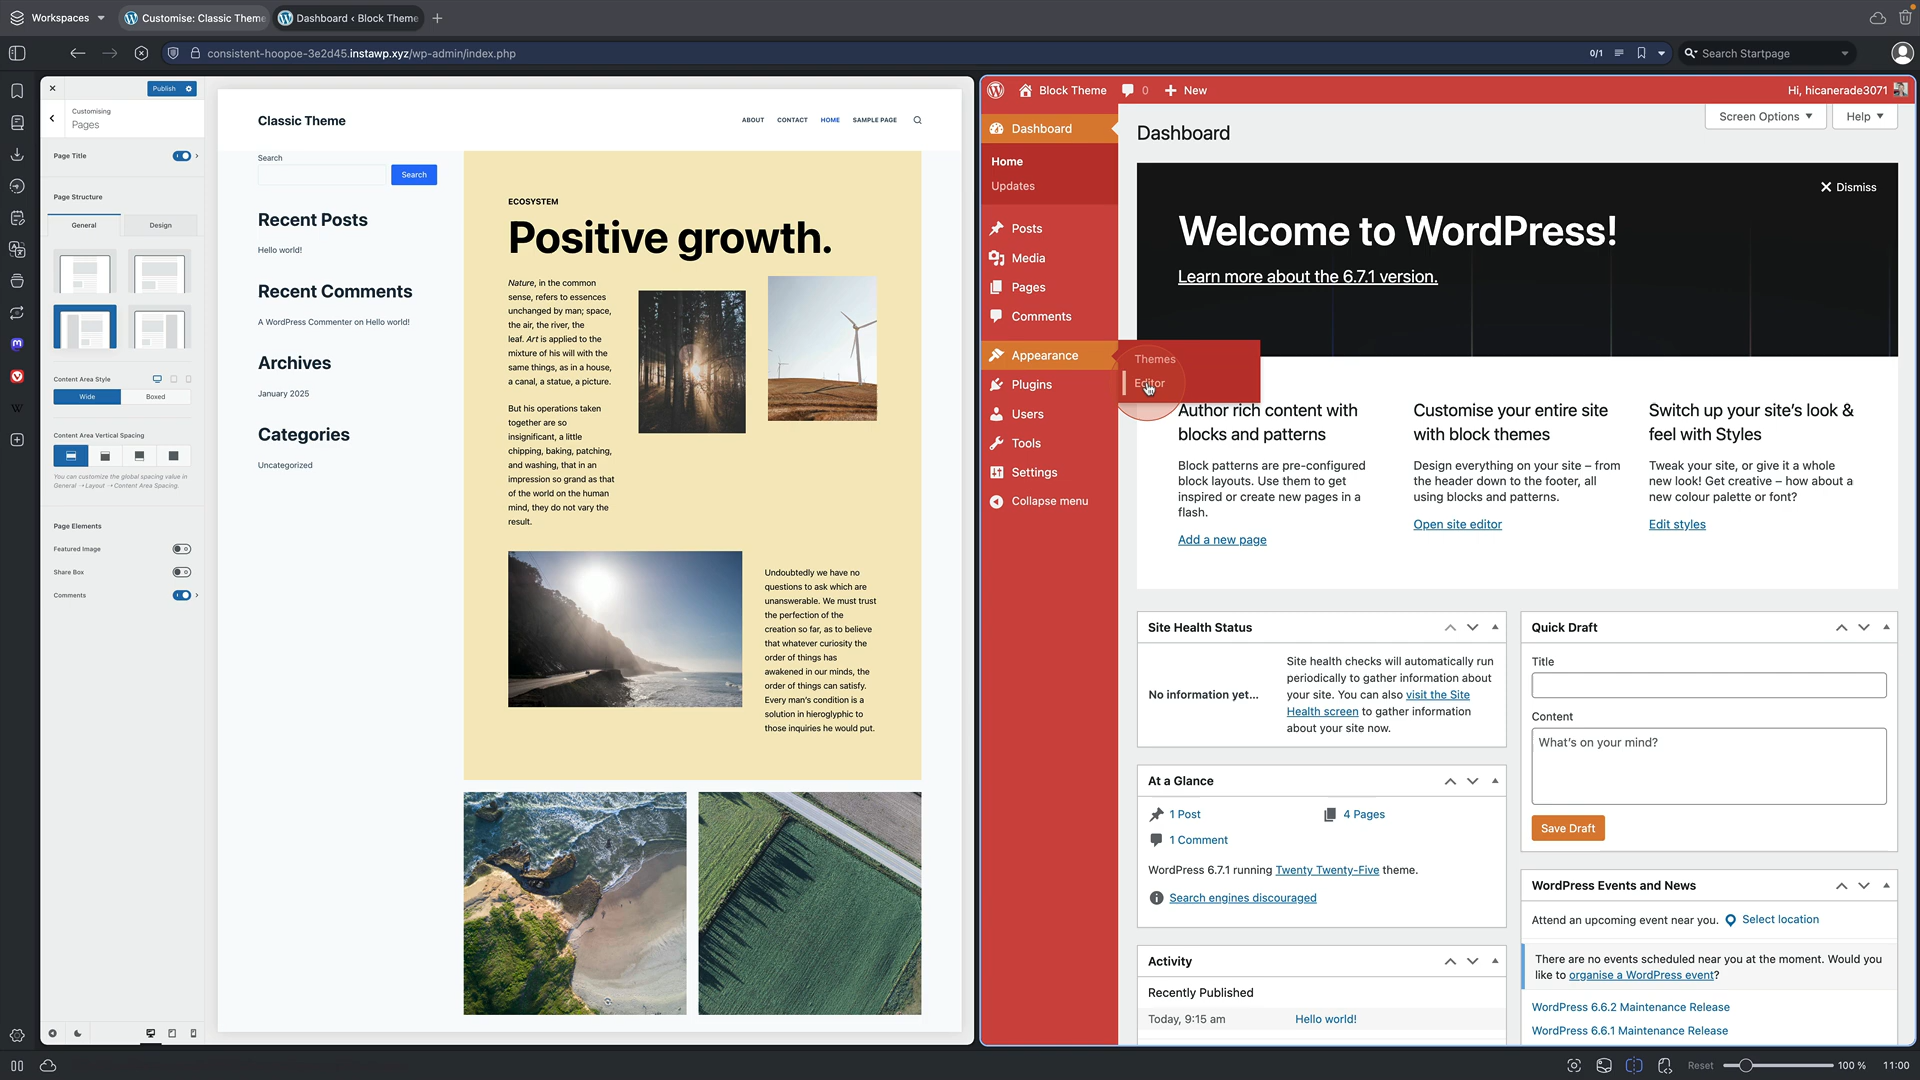 Workspaces
Customise: Classic Theme
Dashboard ‹ Block Theme
consistent-hoopoe-3e2d45.instawp.xyz/wp-admin/index.php
0/1
Search Startpage
Publish
Customising
Pages
Page Title
Page Structure
General
Design
Content Area Style
Wide
Boxed
Content Area Vertical Spacing
You can customize the global spacing value in
General → Layout → Content Area Spacing.
Page Elements
Featured Image
Share Box
Comments
Classic Theme
ABOUT
CONTACT
HOME
SAMPLE PAGE
Search
Search
Recent Posts
Hello world!
Recent Comments
A WordPress Commenter on Hello world!
Archives
January 2025
Categories
Uncategorized
ECOSYSTEM
Positive growth.
Nature, in the common
sense, refers to essences
unchanged by man; space,
the air, the river, the
leaf. Art is applied to the
mixture of his will with the
same things, as in a house,
a canal, a statue, a picture.
But his operations taken
together are so
insignificant, a little
chipping, baking, patching,
and washing, that in an
impression so grand as that
of the world on the human
mind, they do not vary the
result.
Undoubtedly we have no
questions to ask which are
unanswerable. We must trust
the perfection of the
creation so far, as to believe
that whatever curiosity the
order of things has
awakened in our minds, the
order of things can satisfy.
Every man's condition is a
solution in hieroglyphic to
those inquiries he would put.
Block Theme
0
New
Hi, hicanerade3071
Dashboard
Home
Updates
Posts
Media
Pages
Comments
Appearance
Themes
Editor
Plugins
Users
Tools
Settings
Collapse menu
Dashboard
Screen Options
Help
Dismiss
Welcome to WordPress!
Learn more about the 6.7.1 version.
Author rich content with
blocks and patterns
Block patterns are pre-configured
block layouts. Use them to get
inspired or create new pages in a
flash.
Add a new page
Customise your entire site
with block themes
Design everything on your site – from
the header down to the footer, all
using blocks and patterns.
Open site editor
Switch up your site's look &
feel with Styles
Tweak your site, or give it a whole
new look! Get creative – how about a
new colour palette or font?
Edit styles
Site Health Status
No information yet...
Site health checks will automatically run
periodically to gather information about
your site. You can also visit the Site
Health screen to gather information
about your site now.
At a Glance
1 Post
4 Pages
1 Comment
WordPress 6.7.1 running Twenty Twenty-Five theme.
Search engines discouraged
Activity
Recently Published
Today, 9:15 am
Hello world!
Quick Draft
Title
Content
What's on your mind?
Save Draft
WordPress Events and News
Attend an upcoming event near you.
Select location
There are no events scheduled near you at the moment. Would you
like to organise a WordPress event?
WordPress 6.6.2 Maintenance Release
WordPress 6.6.1 Maintenance Release
Reset
100 %
11:00